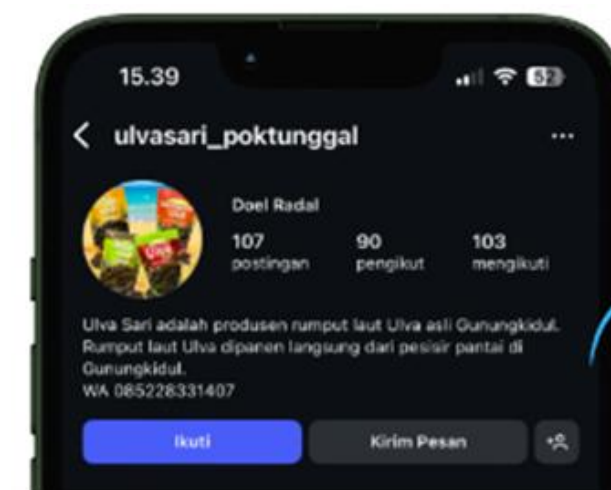 15.39
52
ulvasari_poktunggal
Doel Radal
107 90 103
postingan pengikut mengikuti
Ulva Sari adalah produsen rumput laut Ulva asli Gunungkidul.
Rumput laut Ulva dipanen langsung dari pesisir pantai di
Gunungkidul.
WA 085228331407
Ikuti
Kirim Pesan